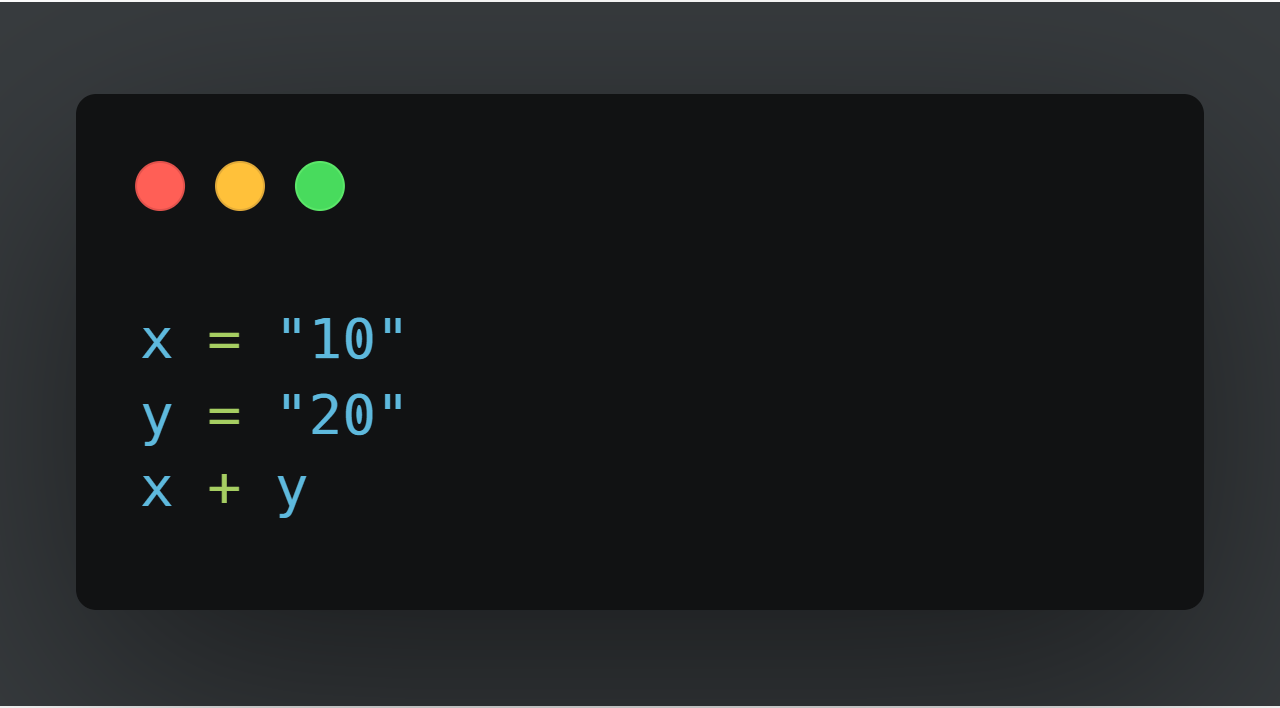 x = "10"
y = "20"
x + y